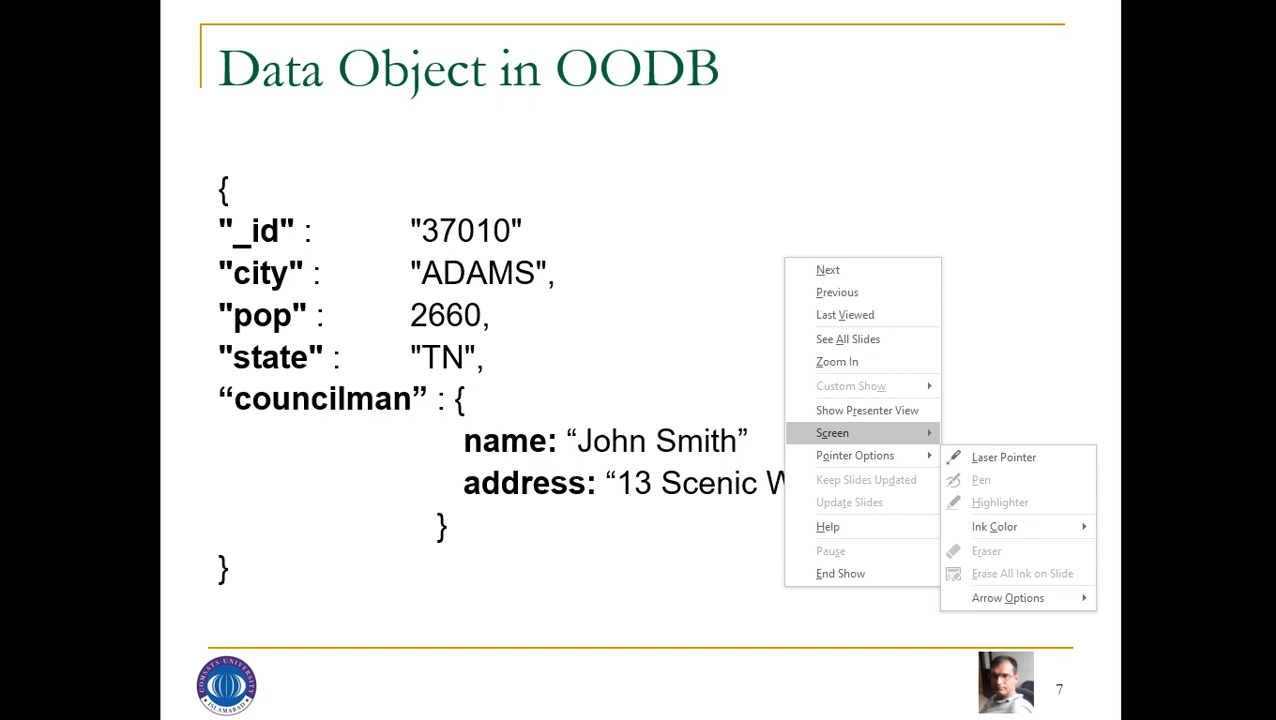 Data Object in OODB
{
"_id" : "37010"
"city" : "ADAMS",
"pop" : 2660,
"state" : "TN",
“councilman” : {
name: “John Smith”
address: “13 Scenic
}
}
Next
Previous
Last Viewed
See All Slides
Zoom In
Custom Show
Show Presenter View
Screen
Pointer Options
Keep Slides Updated
Update Slides
Help
Pause
End Show
Laser Pointer
Pen
Highlighter
Ink Color
Eraser
Erase All Ink on Slide
Arrow Options
COMSATS UNIVERSITY
ISLAMABAD
7